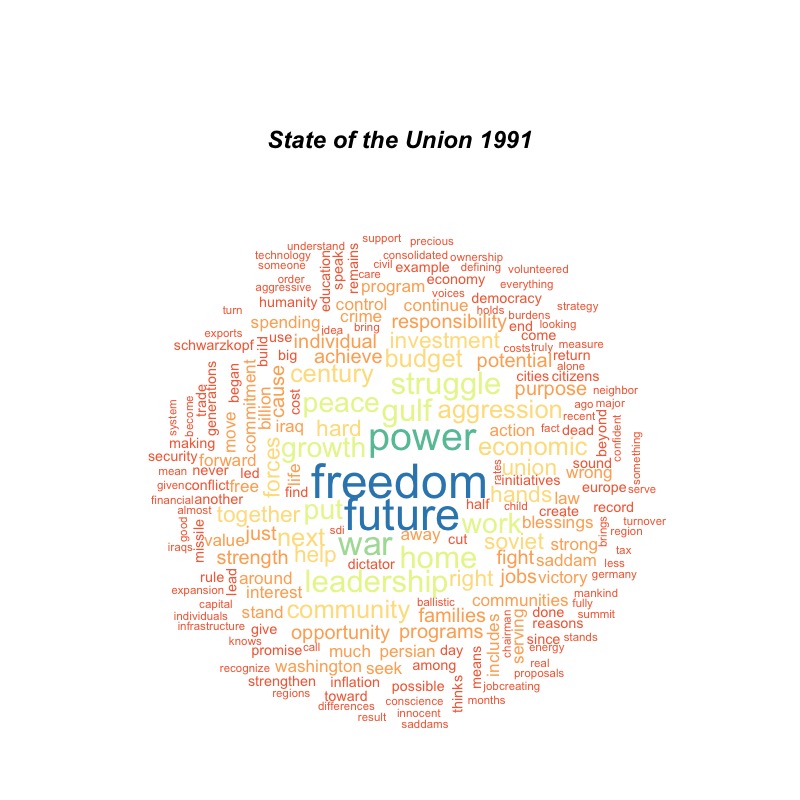 State of the Union 1991
support
precious
understand
technology
consolidated
ownership
someone
education
speak
remains
civil
example
defining
volunteered
order
care
economy
everything
aggressive
program
voices
humanity
control
continue
democracy
turn
crime
holds
burdens
strategy
exports
spending
idea
bring
responsibility
end
looking
schwarzkopf
build
use
individual
investment
come
costs
truly
measure
big
achieve
budget
potential
return
alone
century
struggle
cities
citizens
generations
trade
began
commitment
billion
cause
cost
peace
gulf
aggression
purpose
neighbor
system
become
move
iraq
hard
power
action
fact
dead
ago
major
recent
beyond
confident
making
growth
economic
something
security
forward
forces
life
union
sound
wrong
mean
never
led
rates
initiatives
given
conflict
free
find
freedom
hands
law
europe
serve
financial
another
future
half
child
create
record
almost
together
put
work
blessings
brings
turnover
good
missile
value
just
next
sdi
war
away
cut
soviet
strong
region
iraqs
strength
help
dictator
home
fight
saddam
tax
less
rule
lead
around
leadership
right
jobs
victory
germany
expansion
interest
mankind
capital
community
ballistic
communities
fully
individuals
stand
families
includes
chairman
serving
done
summit
infrastructure
give
opportunity
programs
reasons
knows
since
stands
promise
call
much
persian
day
energy
recognize
washington
seek
among
means
real
strengthen
inflation
possible
thinks
proposals
regions
toward
jobcreating
differences
conscience
months
result
innocent
saddams